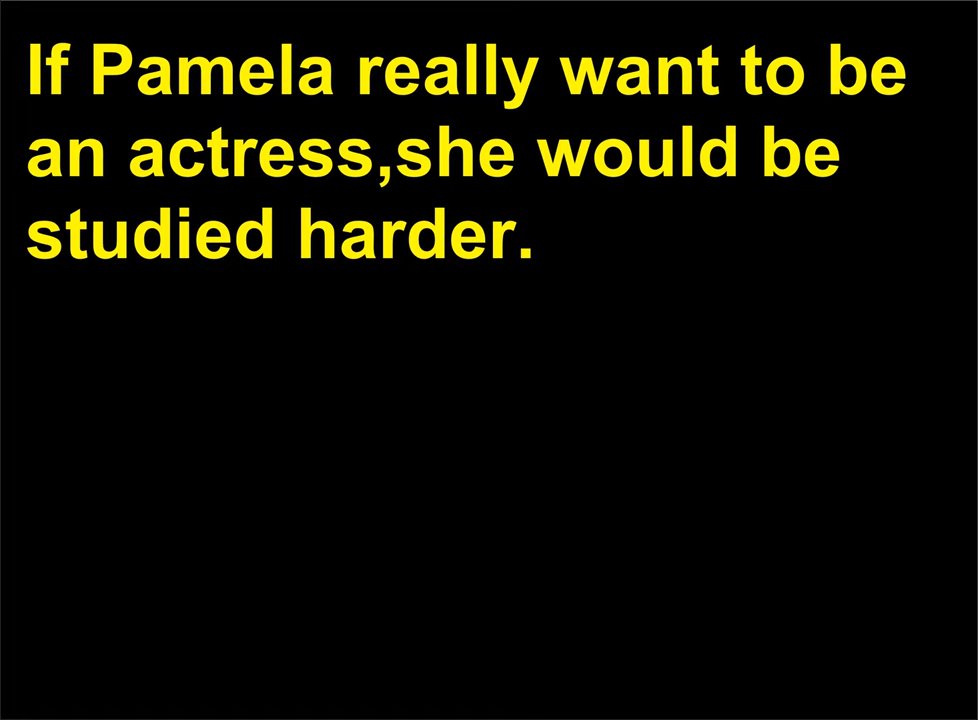 If Pamela really want to be
an actress,she would be
studied harder.